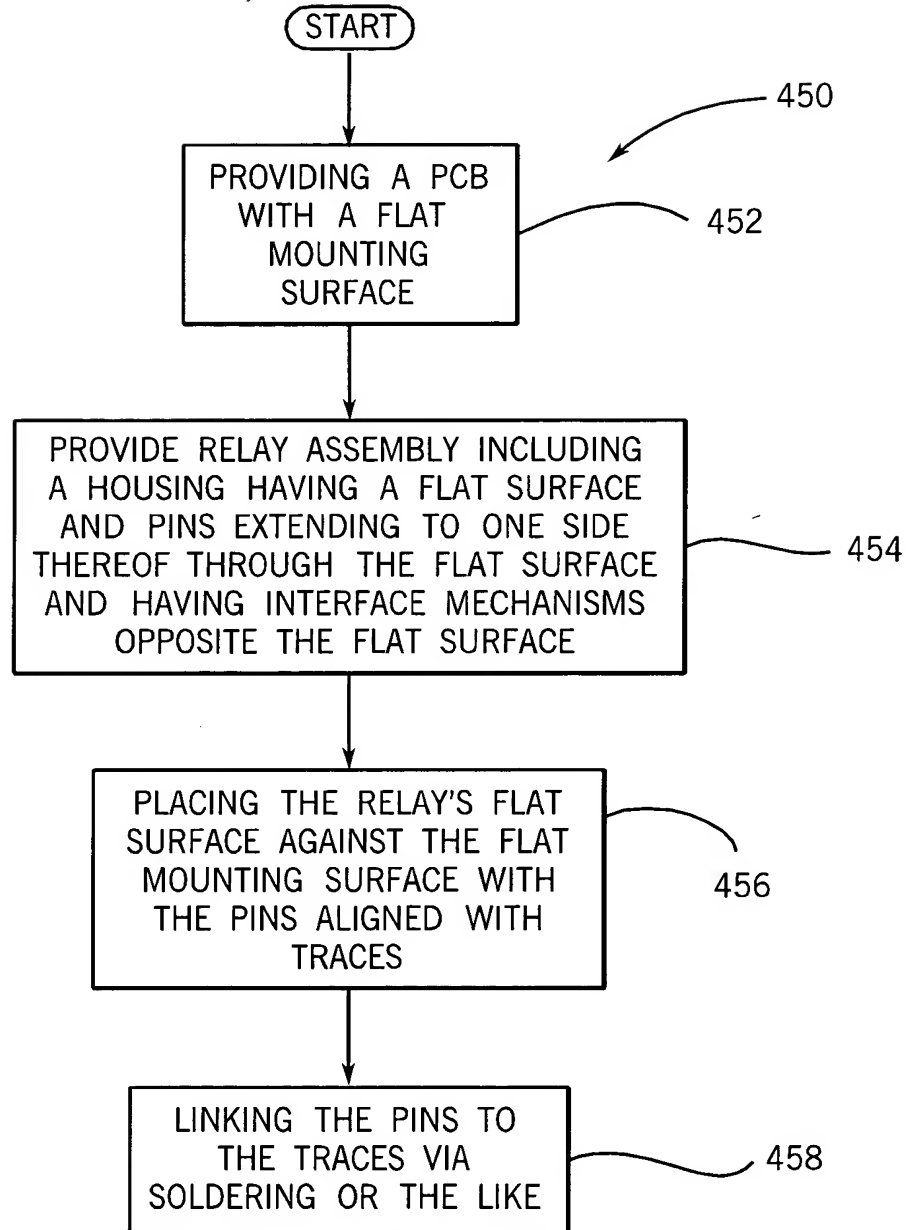 START
450
PROVIDING A PCB
WITH A FLAT
MOUNTING
SURFACE
452
PROVIDE RELAY ASSEMBLY INCLUDING
A HOUSING HAVING A FLAT SURFACE
AND PINS EXTENDING TO ONE SIDE
THEREOF THROUGH THE FLAT SURFACE
AND HAVING INTERFACE MECHANISMS
OPPOSITE THE FLAT SURFACE
454
PLACING THE RELAY'S FLAT
SURFACE AGAINST THE FLAT
MOUNTING SURFACE WITH
THE PINS ALIGNED WITH
TRACES
456
LINKING THE PINS TO
THE TRACES VIA
SOLDERING OR THE LIKE
458